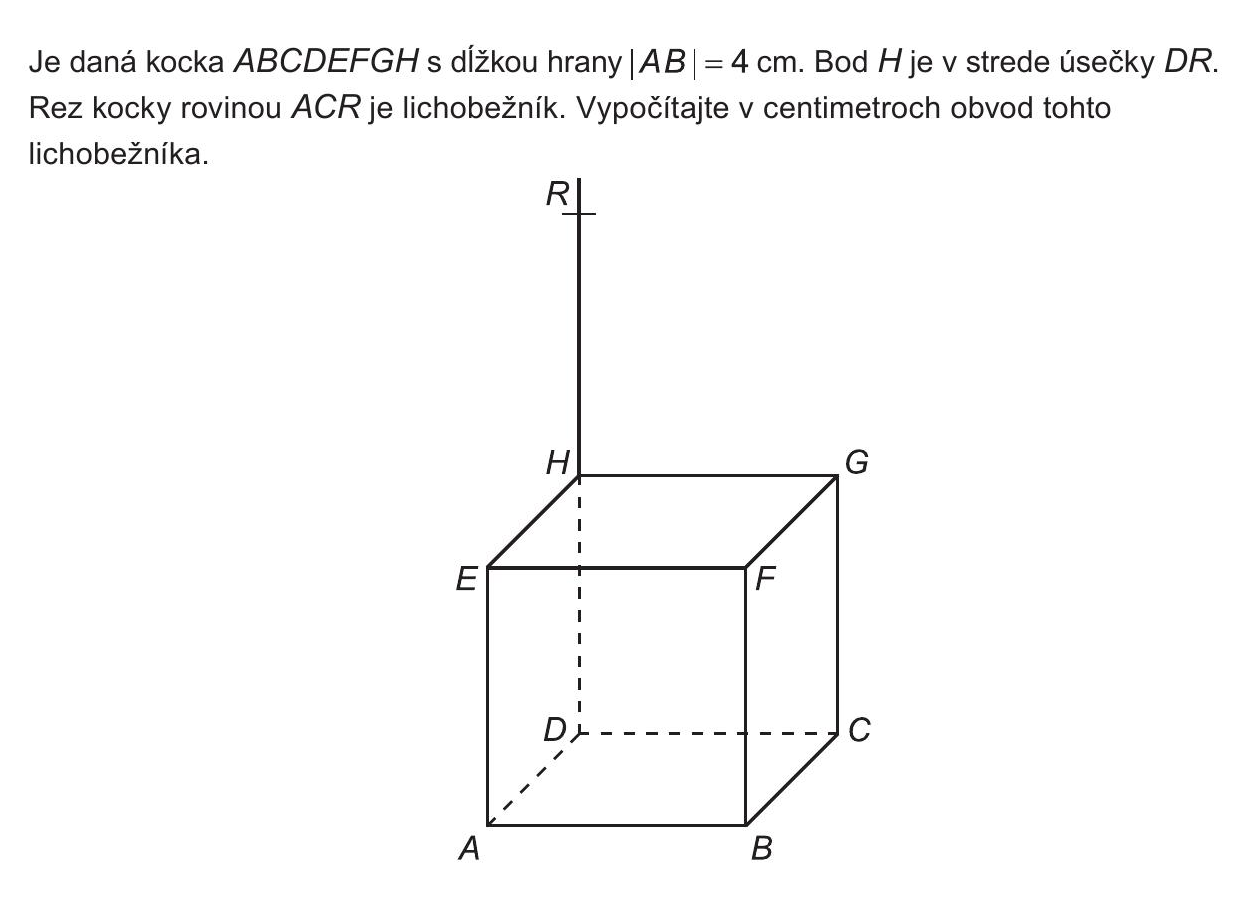 Je daná kocka ABCDEFGH s dĺžkou hrany |AB| = 4 cm. Bod H je v strede úsečky DR.
Rez kocky rovinou ACR je lichobežník. Vypočítajte v centimetroch obvod tohto
lichobežníka.
R
H
G
E
F
D
C
A
B